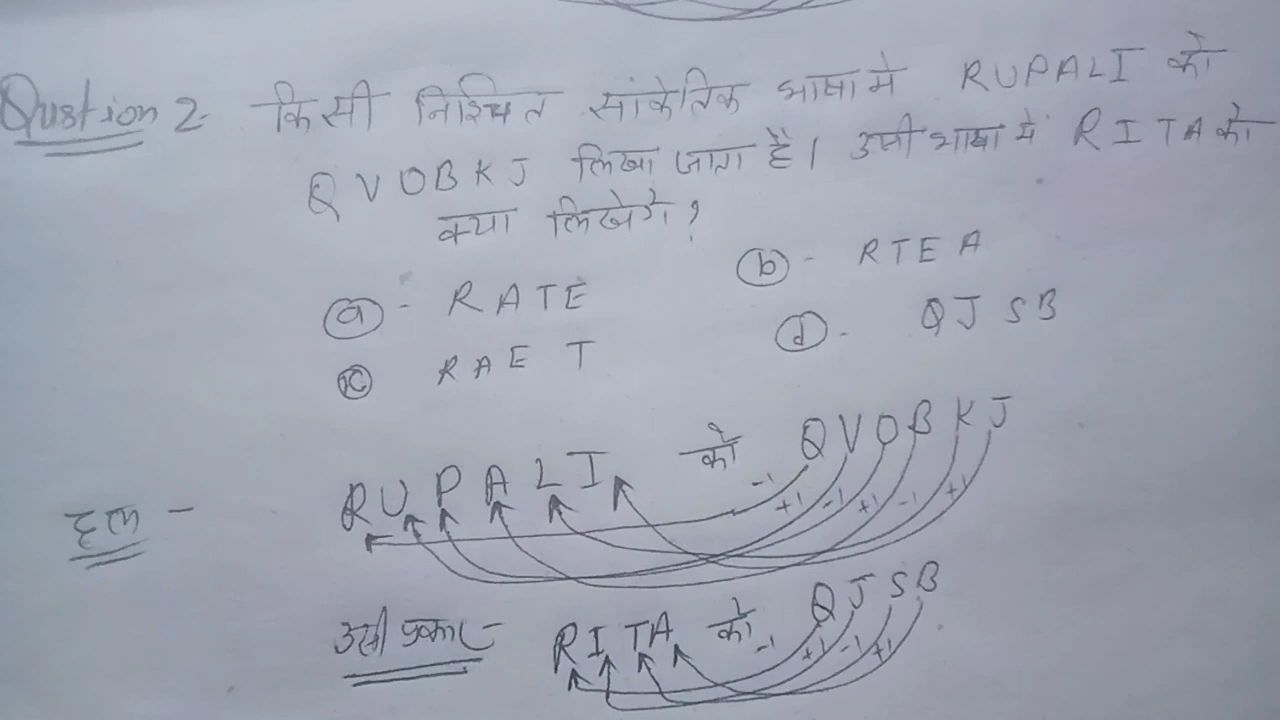 Qustion 2. किसी निश्चित सांकेतिक भाषा मे RUPALI को
QVOBKJ लिखा जाता है। उसी भाषा मे RITA को
क्या लिखेगे?
(a) - RATE (b) - RTEA
(c) RAET (d) - QJSB
हल - RUPALI को QVOBKJ
-1 +1 -1 +1 -1 +1
उसी प्रकार - RITA को QJSB
-1 +1 -1 +1